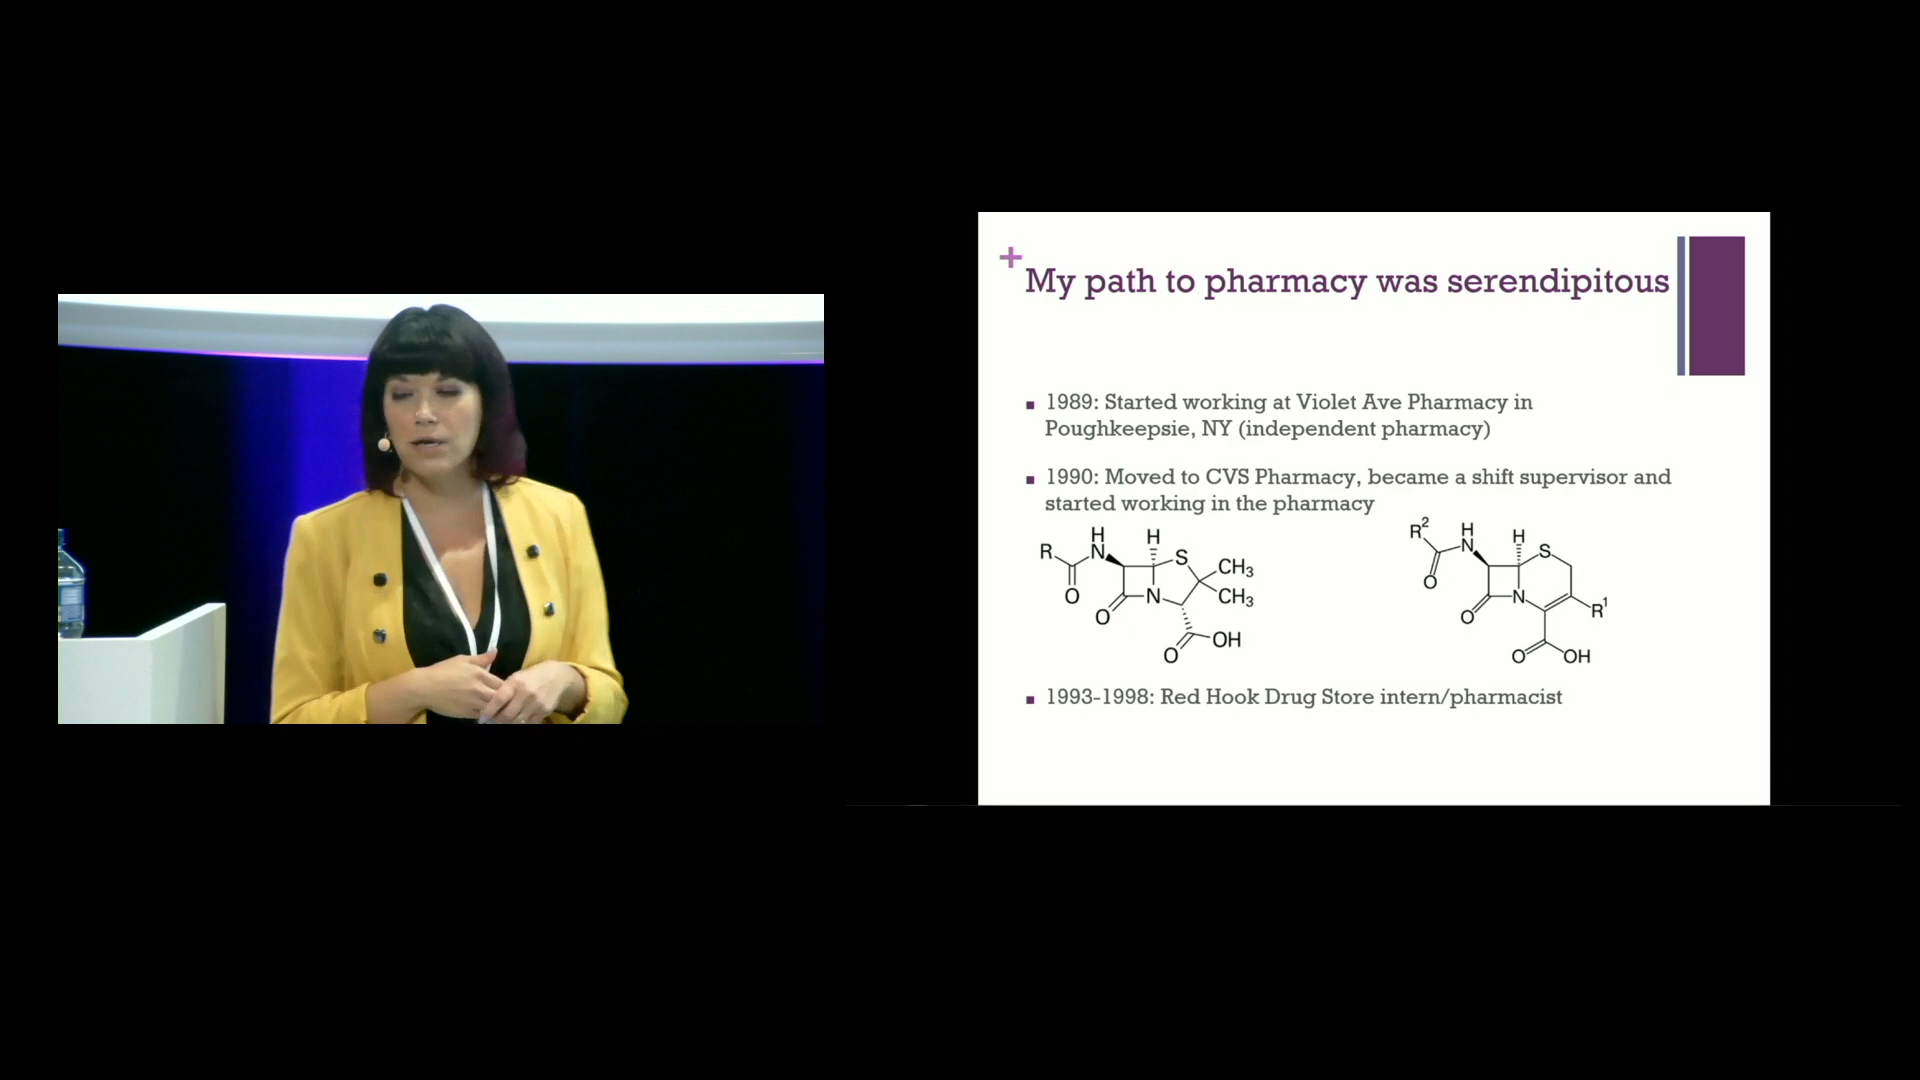 +
My path to pharmacy was serendipitous
1989: Started working at Violet Ave Pharmacy in
Poughkeepsie, NY (independent pharmacy)
1990: Moved to CVS Pharmacy, became a shift supervisor and
started working in the pharmacy
R
H
N
H
S
CH3
CH3
O
O
N
O
OH
R2
H
N
H
S
O
O
N
R1
O
OH
1993-1998: Red Hook Drug Store intern/pharmacist